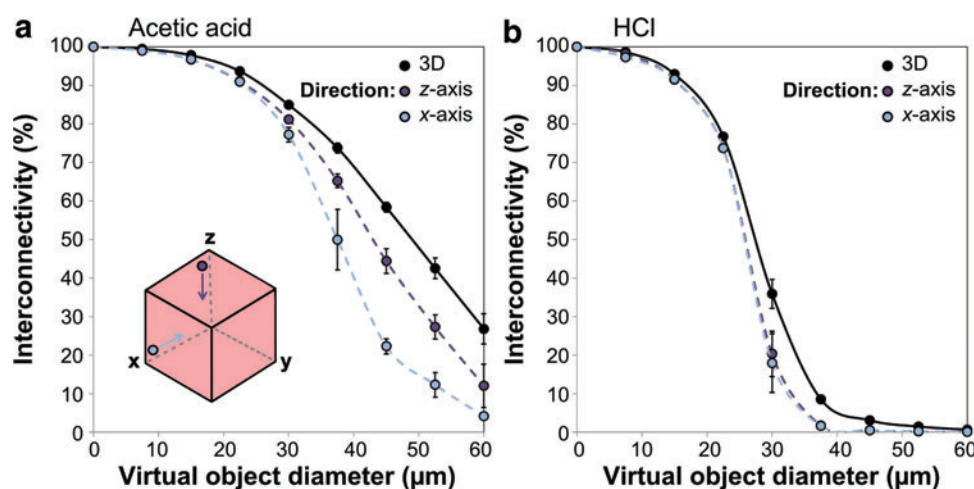 a Acetic acid
100
90
80
70
60
50
40
30
20
10
0
Interconnectivity (%)
3D
Direction: z-axis
x-axis
z
x
y
0 10 20 30 40 50 60
Virtual object diameter (µm)
b HCl
100
90
80
70
60
50
40
30
20
10
0
Interconnectivity (%)
3D
Direction: z-axis
x-axis
0 10 20 30 40 50 60
Virtual object diameter (µm)